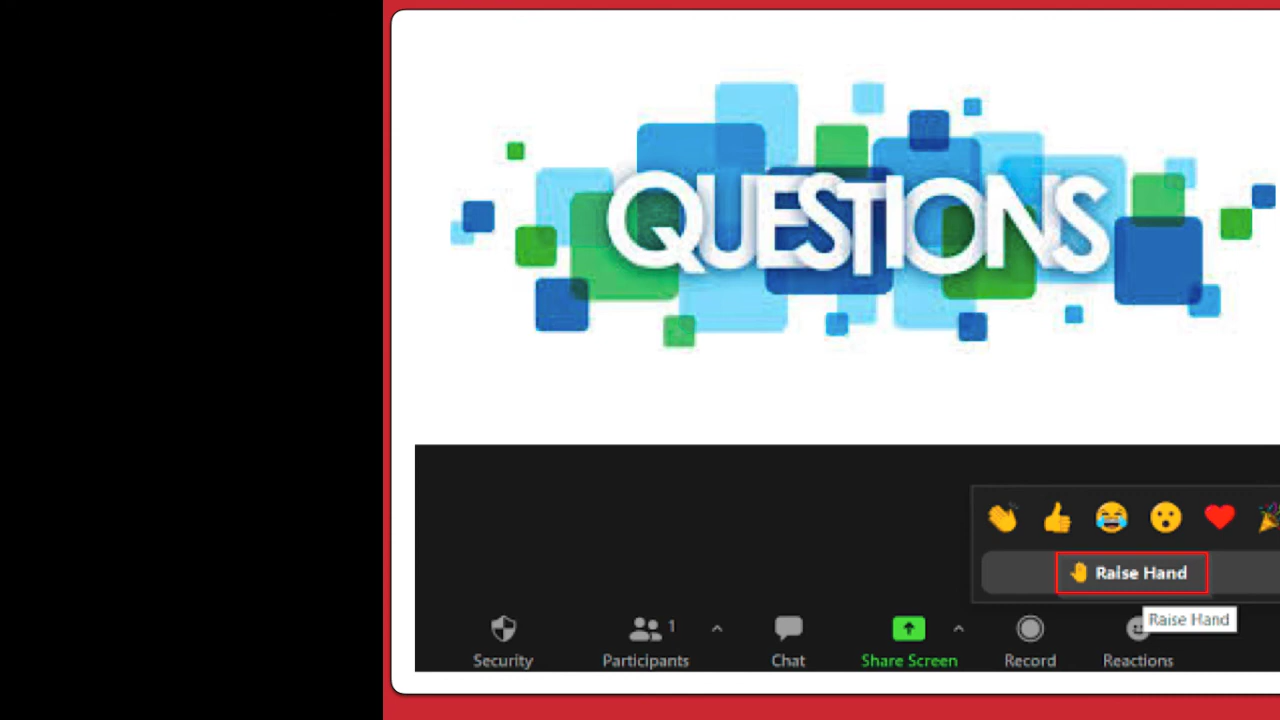 QUESTIONS
Raise Hand
Raise Hand
1
Security Participants Chat Share Screen Record Reactions